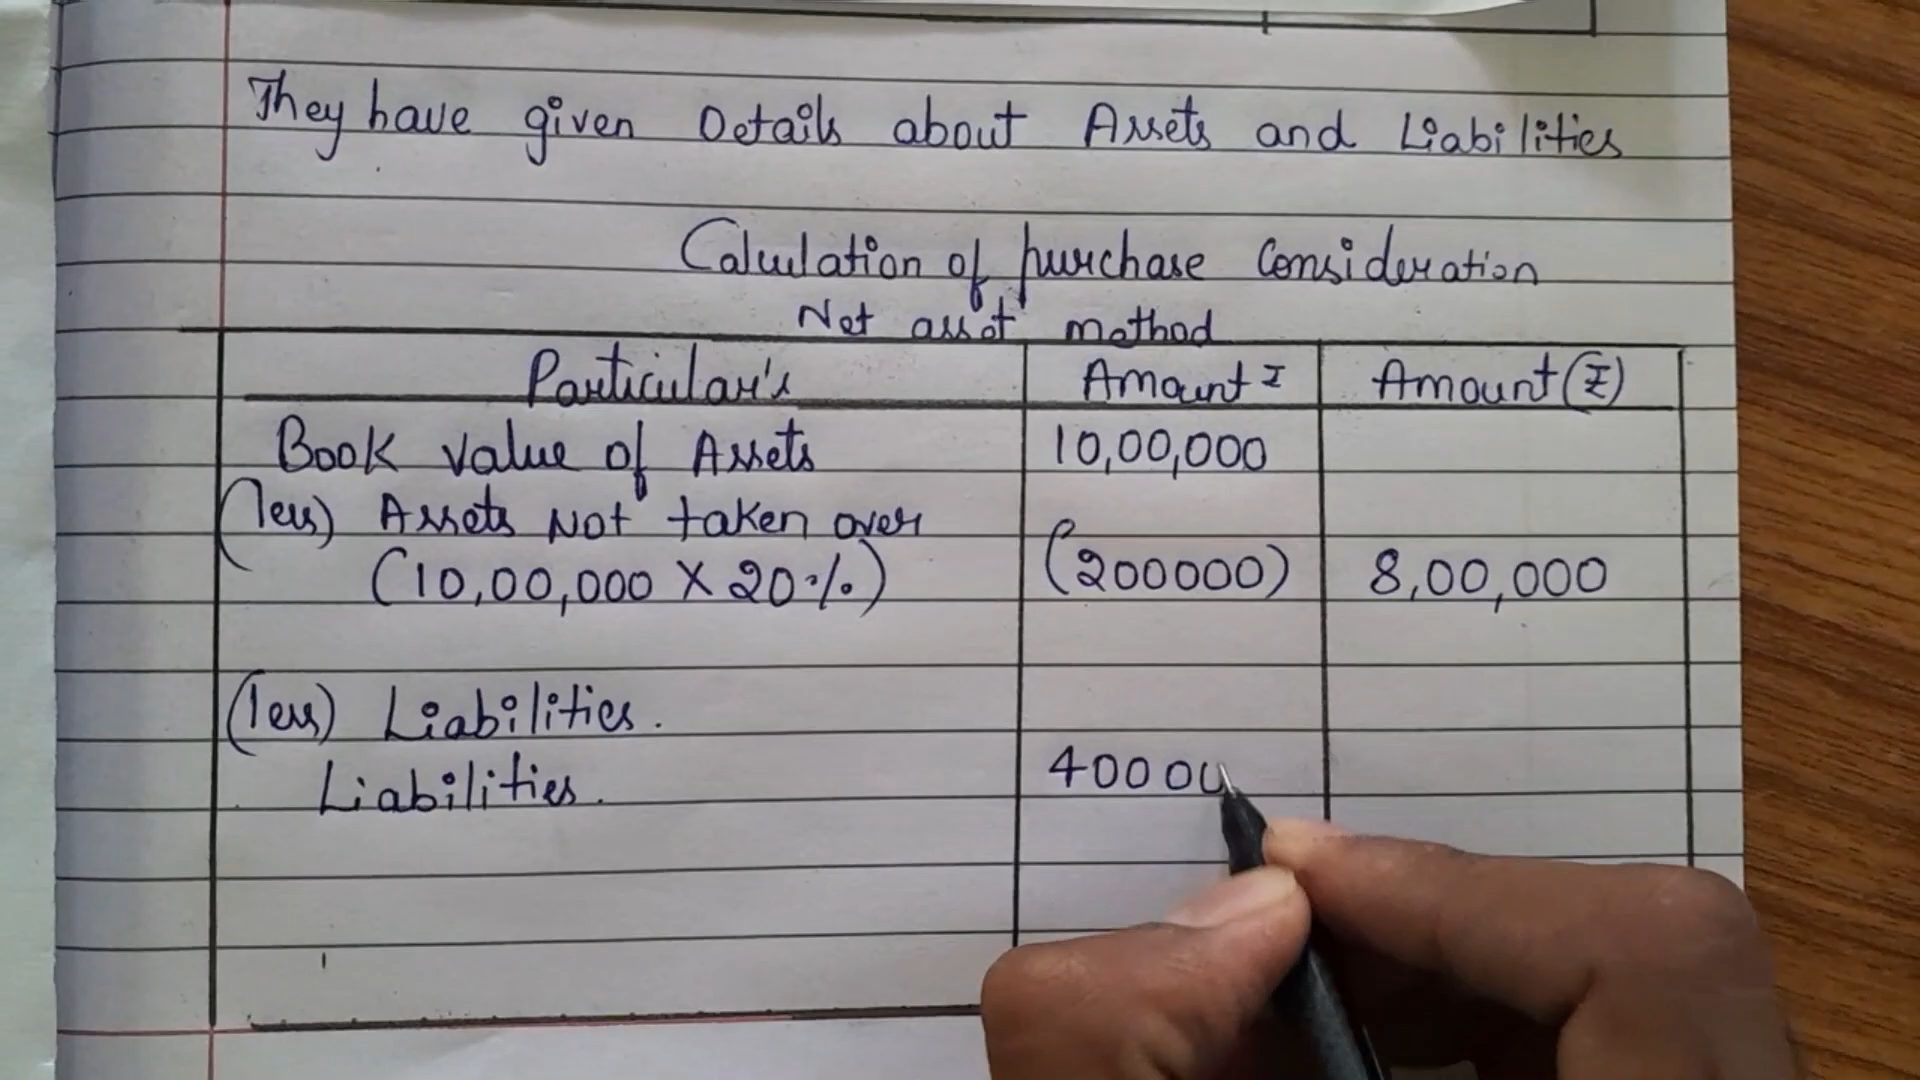 They have given Details about Assets and Liabilities
Calculation of purchase Consideration
Net asset method
Particular's Amount ₹ Amount (₹)
Book value of Assets 10,00,000
(less) Assets Not taken over
(10,00,000 X 20%) (200000) 8,00,000
(less) Liabilities.
Liabilities. 40000